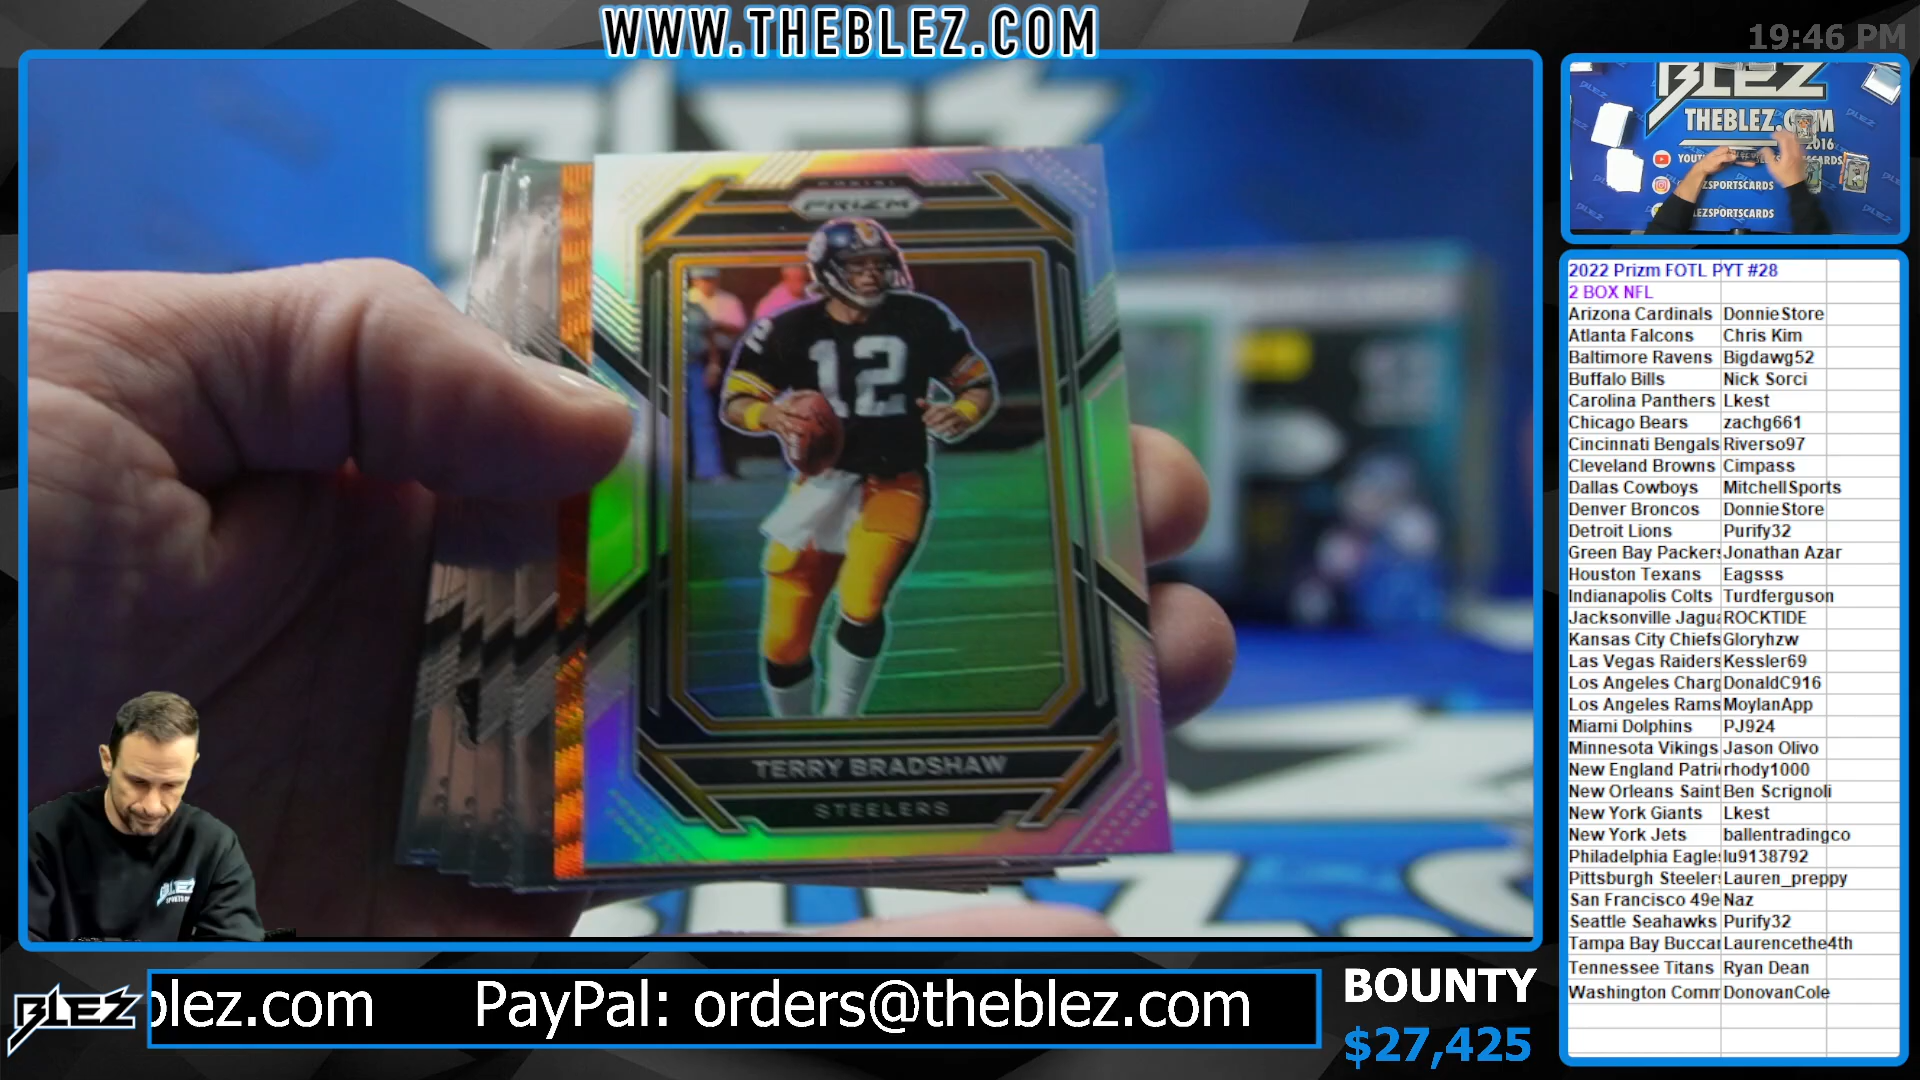 WWW.THEBLEZ.COM
19:46 PM
BLEZ
THEBLEZ.COM
2016
ZSPORTSCARDS
LEZSPORTSCARDS
PRIZM
12
12
TERRY BRADSHAW
STEELERS
2022 Prizm FOTL PYT #28
2 BOX NFL
Arizona Cardinals DonnieStore
Atlanta Falcons Chris Kim
Baltimore Ravens Bigdawg52
Buffalo Bills Nick Sorci
Carolina Panthers Lkest
Chicago Bears zachg661
Cincinnati Bengals Riverso97
Cleveland Browns Cimpass
Dallas Cowboys MitchellSports
Denver Broncos DonnieStore
Detroit Lions Purify32
Green Bay Packers Jonathan Azar
Houston Texans Eagsss
Indianapolis Colts Turdferguson
Jacksonville Jagua ROCKTIDE
Kansas City Chiefs Gloryhzw
Las Vegas Raiders Kessler69
Los Angeles Charg DonaldC916
Los Angeles Rams MoylanApp
Miami Dolphins PJ924
Minnesota Vikings Jason Olivo
New England Patri rhody1000
New Orleans Saint Ben Scrignoli
New York Giants Lkest
New York Jets ballentradingco
Philadelphia Eagle lu9138792
Pittsburgh Steeler Lauren_preppy
San Francisco 49e Naz
Seattle Seahawks Purify32
Tampa Bay Buccar Laurencethe4th
Tennessee Titans Ryan Dean
Washington Comm DonovanCole
BLEZ
blez.com PayPal: orders@theblez.com
BOUNTY
$27,425